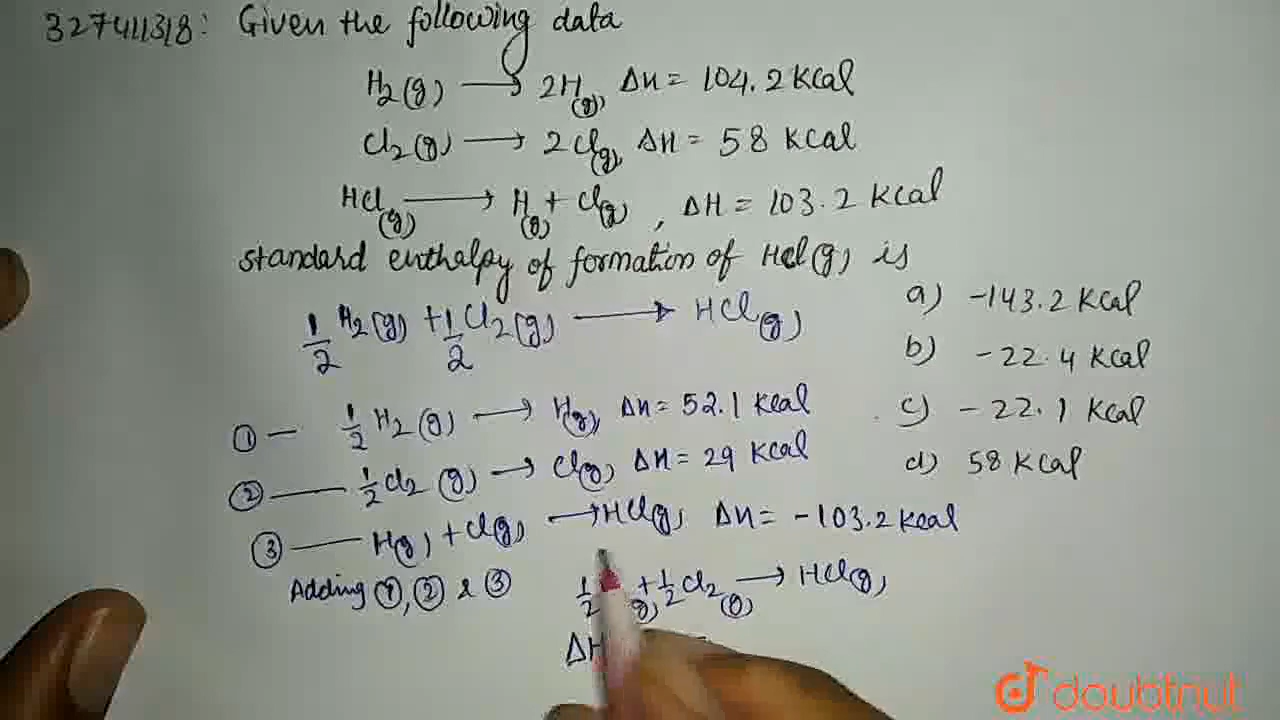 327411318: Given the following data
H2(g) → 2H(g), ΔH = 104.2 Kcal
Cl2(g) → 2Cl(g), ΔH = 58 Kcal
HCl(g) → H(g) + Cl(g), ΔH = 103.2 Kcal
standard enthalpy of formation of HCl(g) is
1/2 H2(g) + 1/2 Cl2(g) → HCl(g)
a) -143.2 Kcal
b) -22.4 Kcal
c) -22.1 Kcal
d) 58 Kcal
① — 1/2 H2(g) → H(g), ΔH = 52.1 Kcal
② — 1/2 Cl2(g) → Cl(g), ΔH = 29 Kcal
③ — H(g) + Cl(g) → HCl(g), ΔH = -103.2 Kcal
Adding ①, ② & ③ 1/2 (g) + 1/2 Cl2(g) → HCl(g)
ΔH
doubtnut